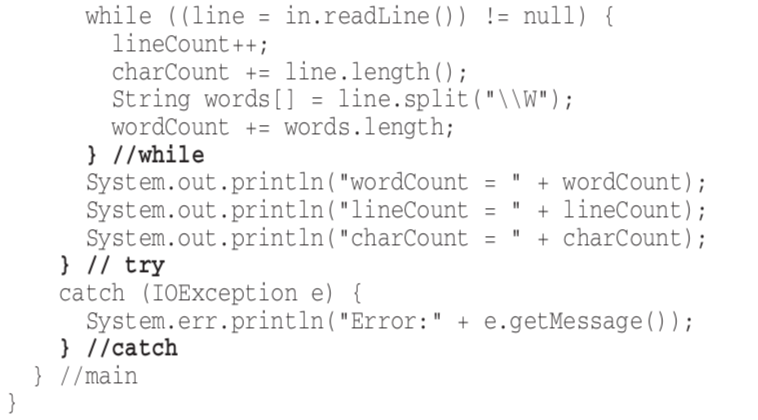 while ((line = in.readLine()) != null) {
lineCount++;
charCount += line.length();
String words[] = line.split("\\W");
wordCount += words.length;
} //while
System.out.println("wordCount = " + wordCount);
System.out.println("lineCount = " + lineCount);
System.out.println("charCount = " + charCount);
} // try
catch (IOException e) {
System.err.println("Error:" + e.getMessage());
} //catch
} //main
}